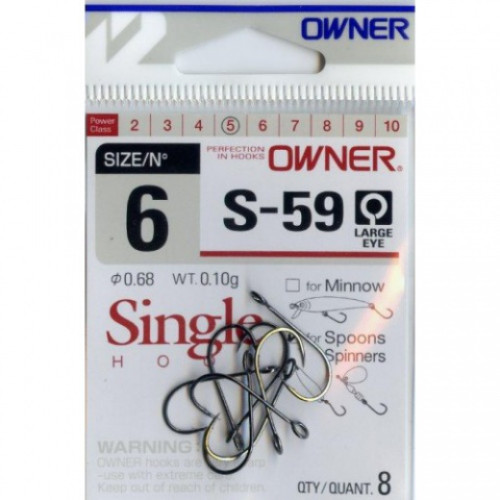 OWNER
Power Class 2 3 4 5 6 7 8 9 10
SIZE/Nº
6
PERFECTION IN HOOKS
OWNER®
S-59
LARGE EYE
φ0.68 WT. 0.10g
for Minnow
Single
for Spoons
Spinners
WARNING
OWNER hooks are
-use with extreme
Keep out of reach of children.
QTY/QUANT. 8